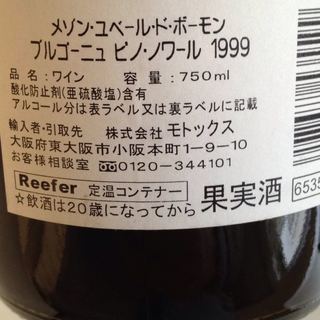 メゾン・ユベール・ド・ボーモン
ブルゴーニュ ピノ・ノワール 1999
品名：ワイン 容量：750ml
酸化防止剤(亜硫酸塩)含有
アルコール分は表ラベル又は裏ラベルに記載
輸入者・引取先 株式会社 モトックス
大阪府東大阪市小阪本町1-9-10
お客様相談室 0120-344101
Reefer 定温コンテナー 果実酒
☆飲酒は20歳になってから
6535